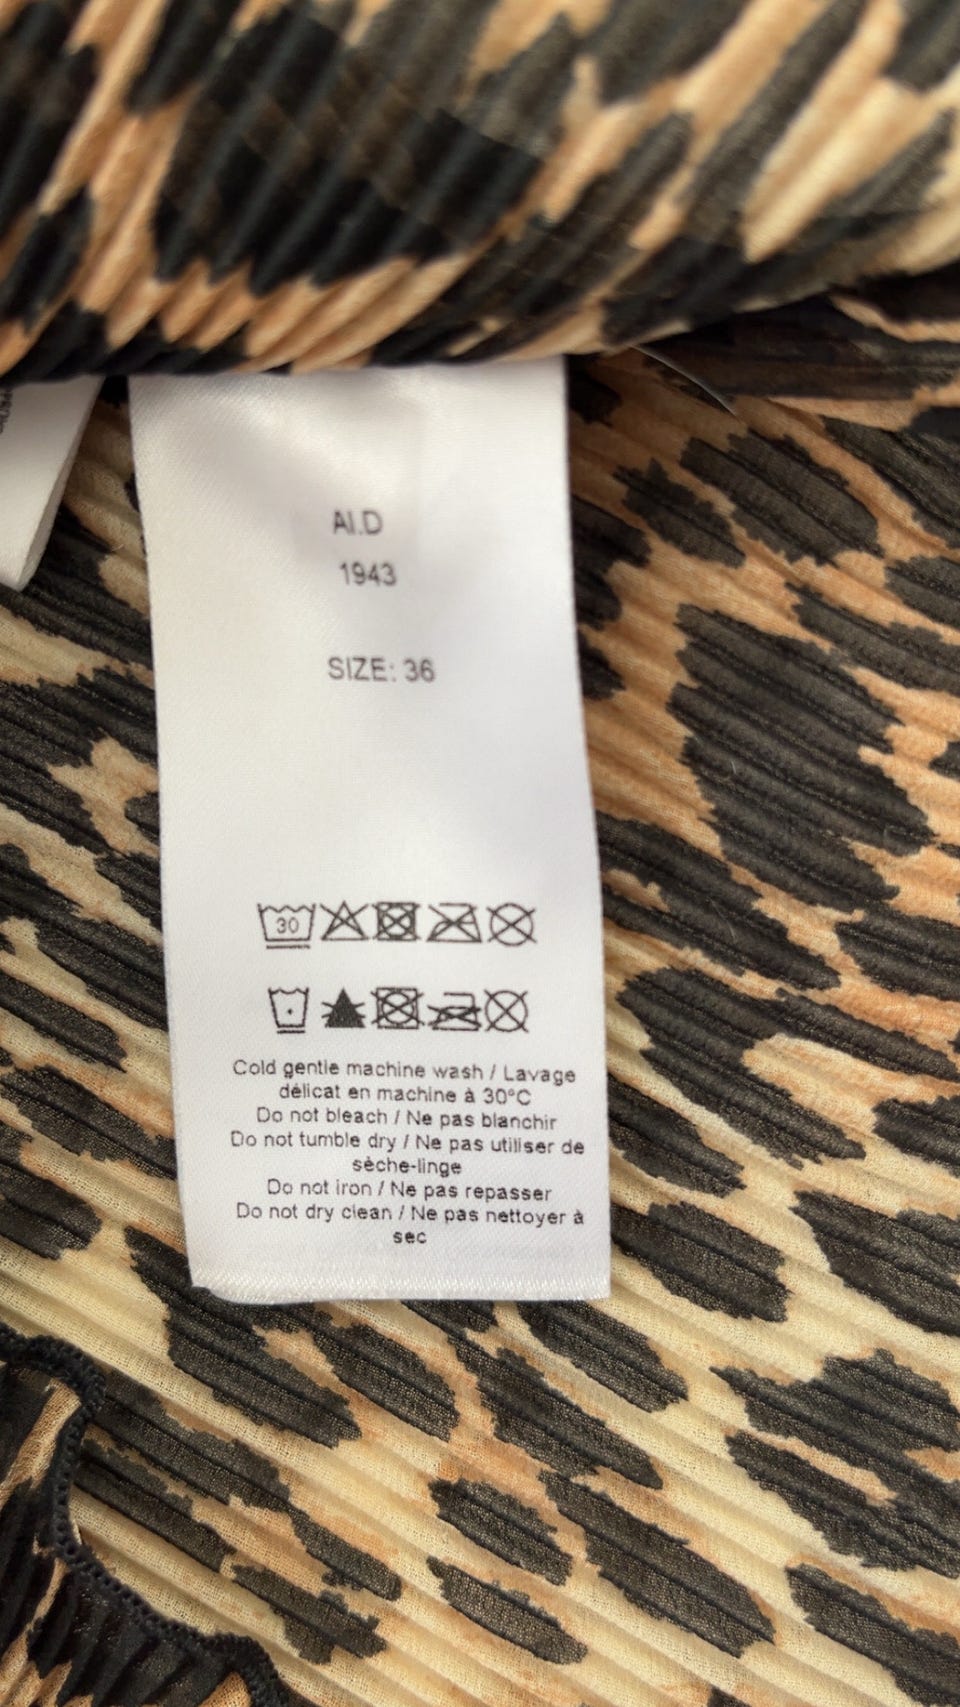 AI.D
1943
SIZE: 36
30
Cold gentle machine wash / Lavage
délicat en machine à 30°C
Do not bleach / Ne pas blanchir
Do not tumble dry / Ne pas utiliser de
sèche-linge
Do not iron / Ne pas repasser
Do not dry clean / Ne pas nettoyer à
sec